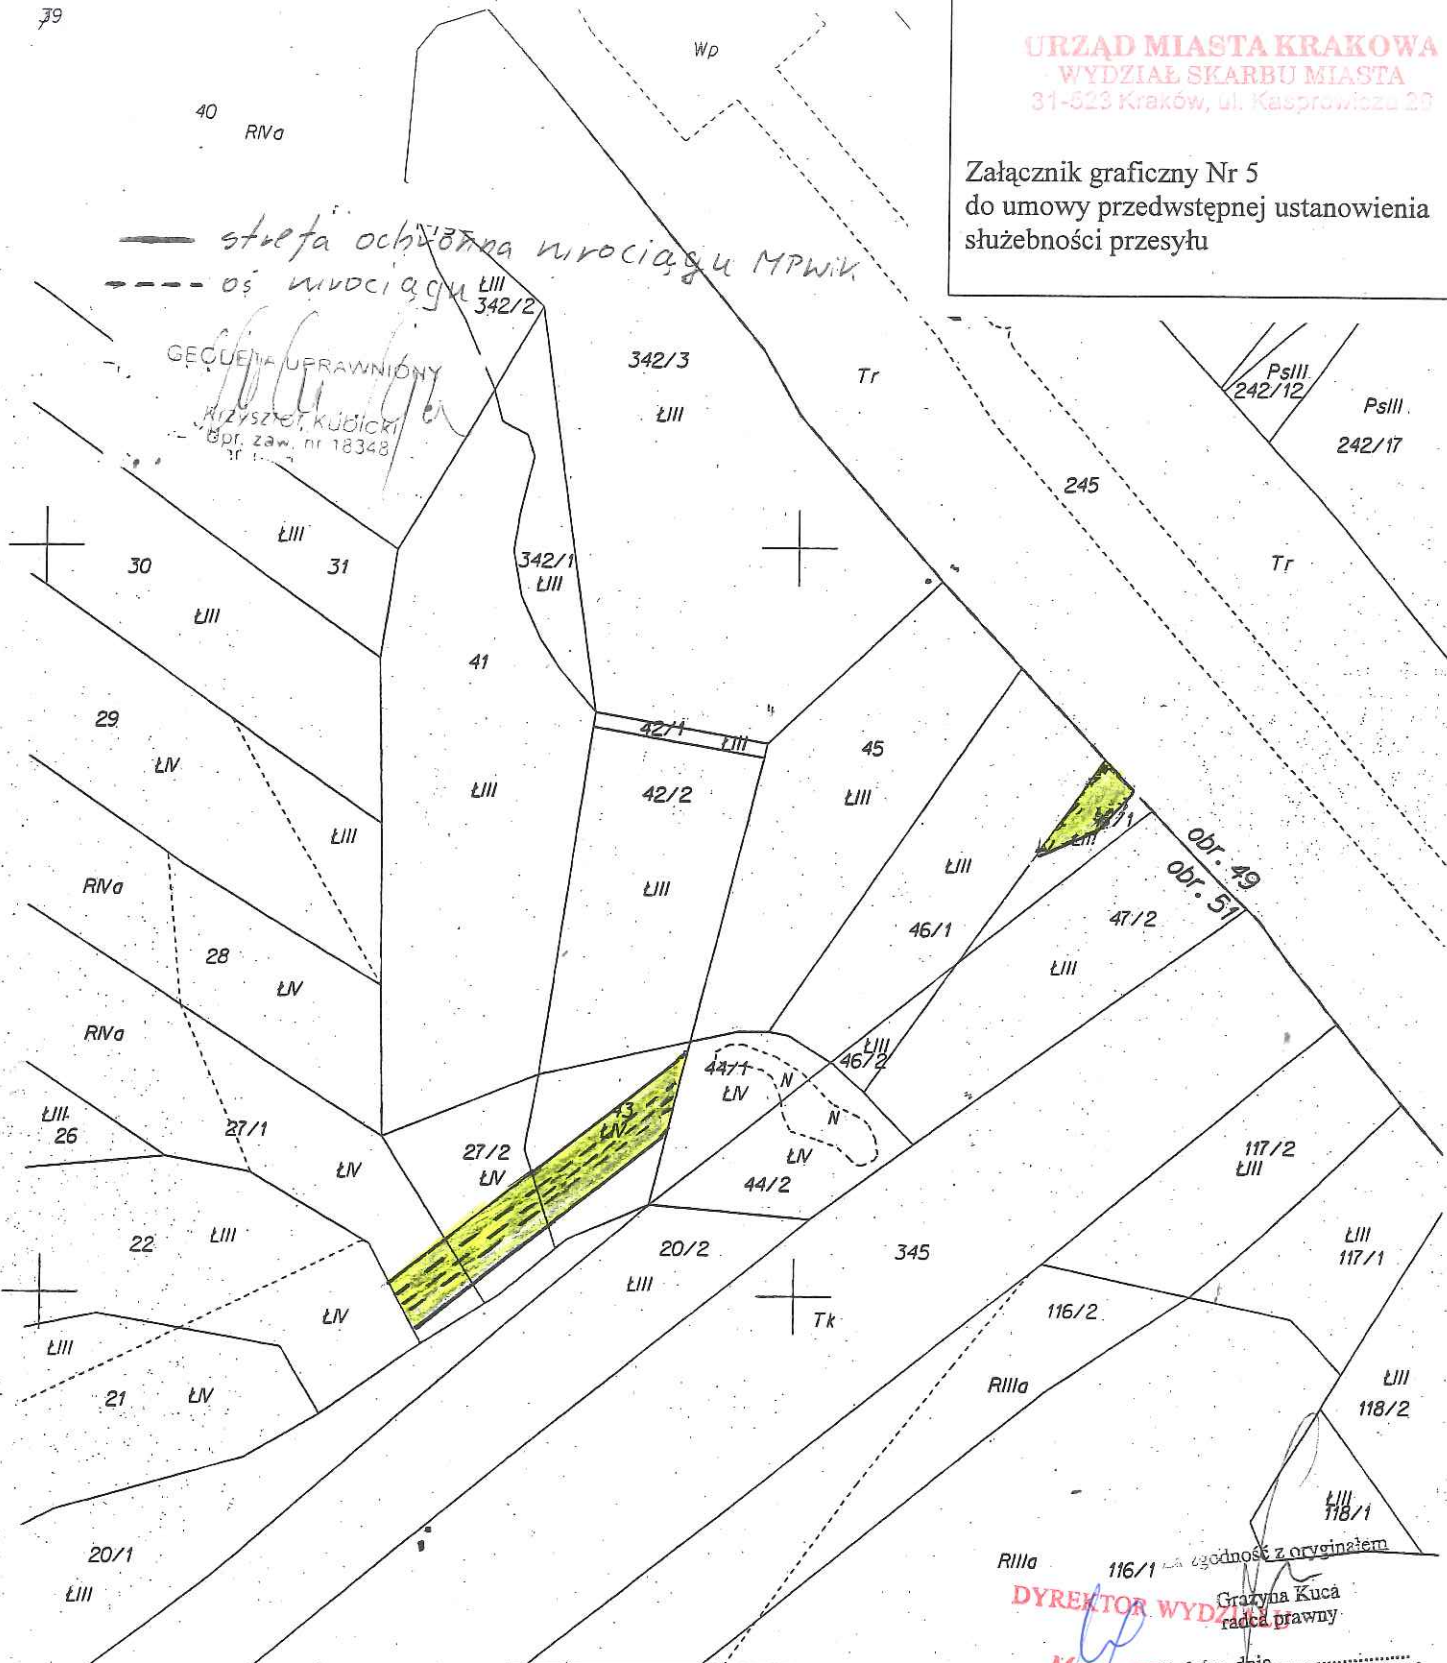 39
Wp
URZĄD MIASTA KRAKOWA
WYDZIAŁ SKARBU MIASTA
31-523 Kraków, ul. Kasprowicza 29
40
RIVa
Załącznik graficzny Nr 5
do umowy przedwstępnej ustanowienia
służebności przesyłu
strefa ochronna rurociągu MPWiK
oś rurociągu
ŁIII
342/2
GEODETA UPRAWNIONY
Krzysztof Kubicki
Upr. zaw. nr 18348
342/3
ŁIII
Tr
PsIII
242/12
PsIII
242/17
245
Tr
ŁIII
31
30
ŁIII
342/1
ŁIII
41
29
ŁIV
42/1
ŁIII
45
ŁIII
ŁIII
42/2
47/1
ŁIII
ŁIII
obr. 49
obr. 51
RIVa
ŁIII
ŁIII
46/1
47/2
ŁIII
28
ŁIV
RIVa
ŁIII
46/2
44/1
ŁIV
N
N
43
ŁIV
ŁIII
26
27/1
ŁIV
27/2
ŁIV
ŁIV
44/2
117/2
ŁIII
22
ŁIII
20/2
ŁIII
345
ŁIII
117/1
ŁIV
Tk
116/2
ŁIII
21
ŁIV
RIIIa
ŁIII
118/2
ŁIII
118/1
20/1
ŁIII
RIIIa
116/1
Za zgodność z oryginałem
DYREKTOR WYDZIAŁU
Grażyna Kuca
radca prawny
dnia